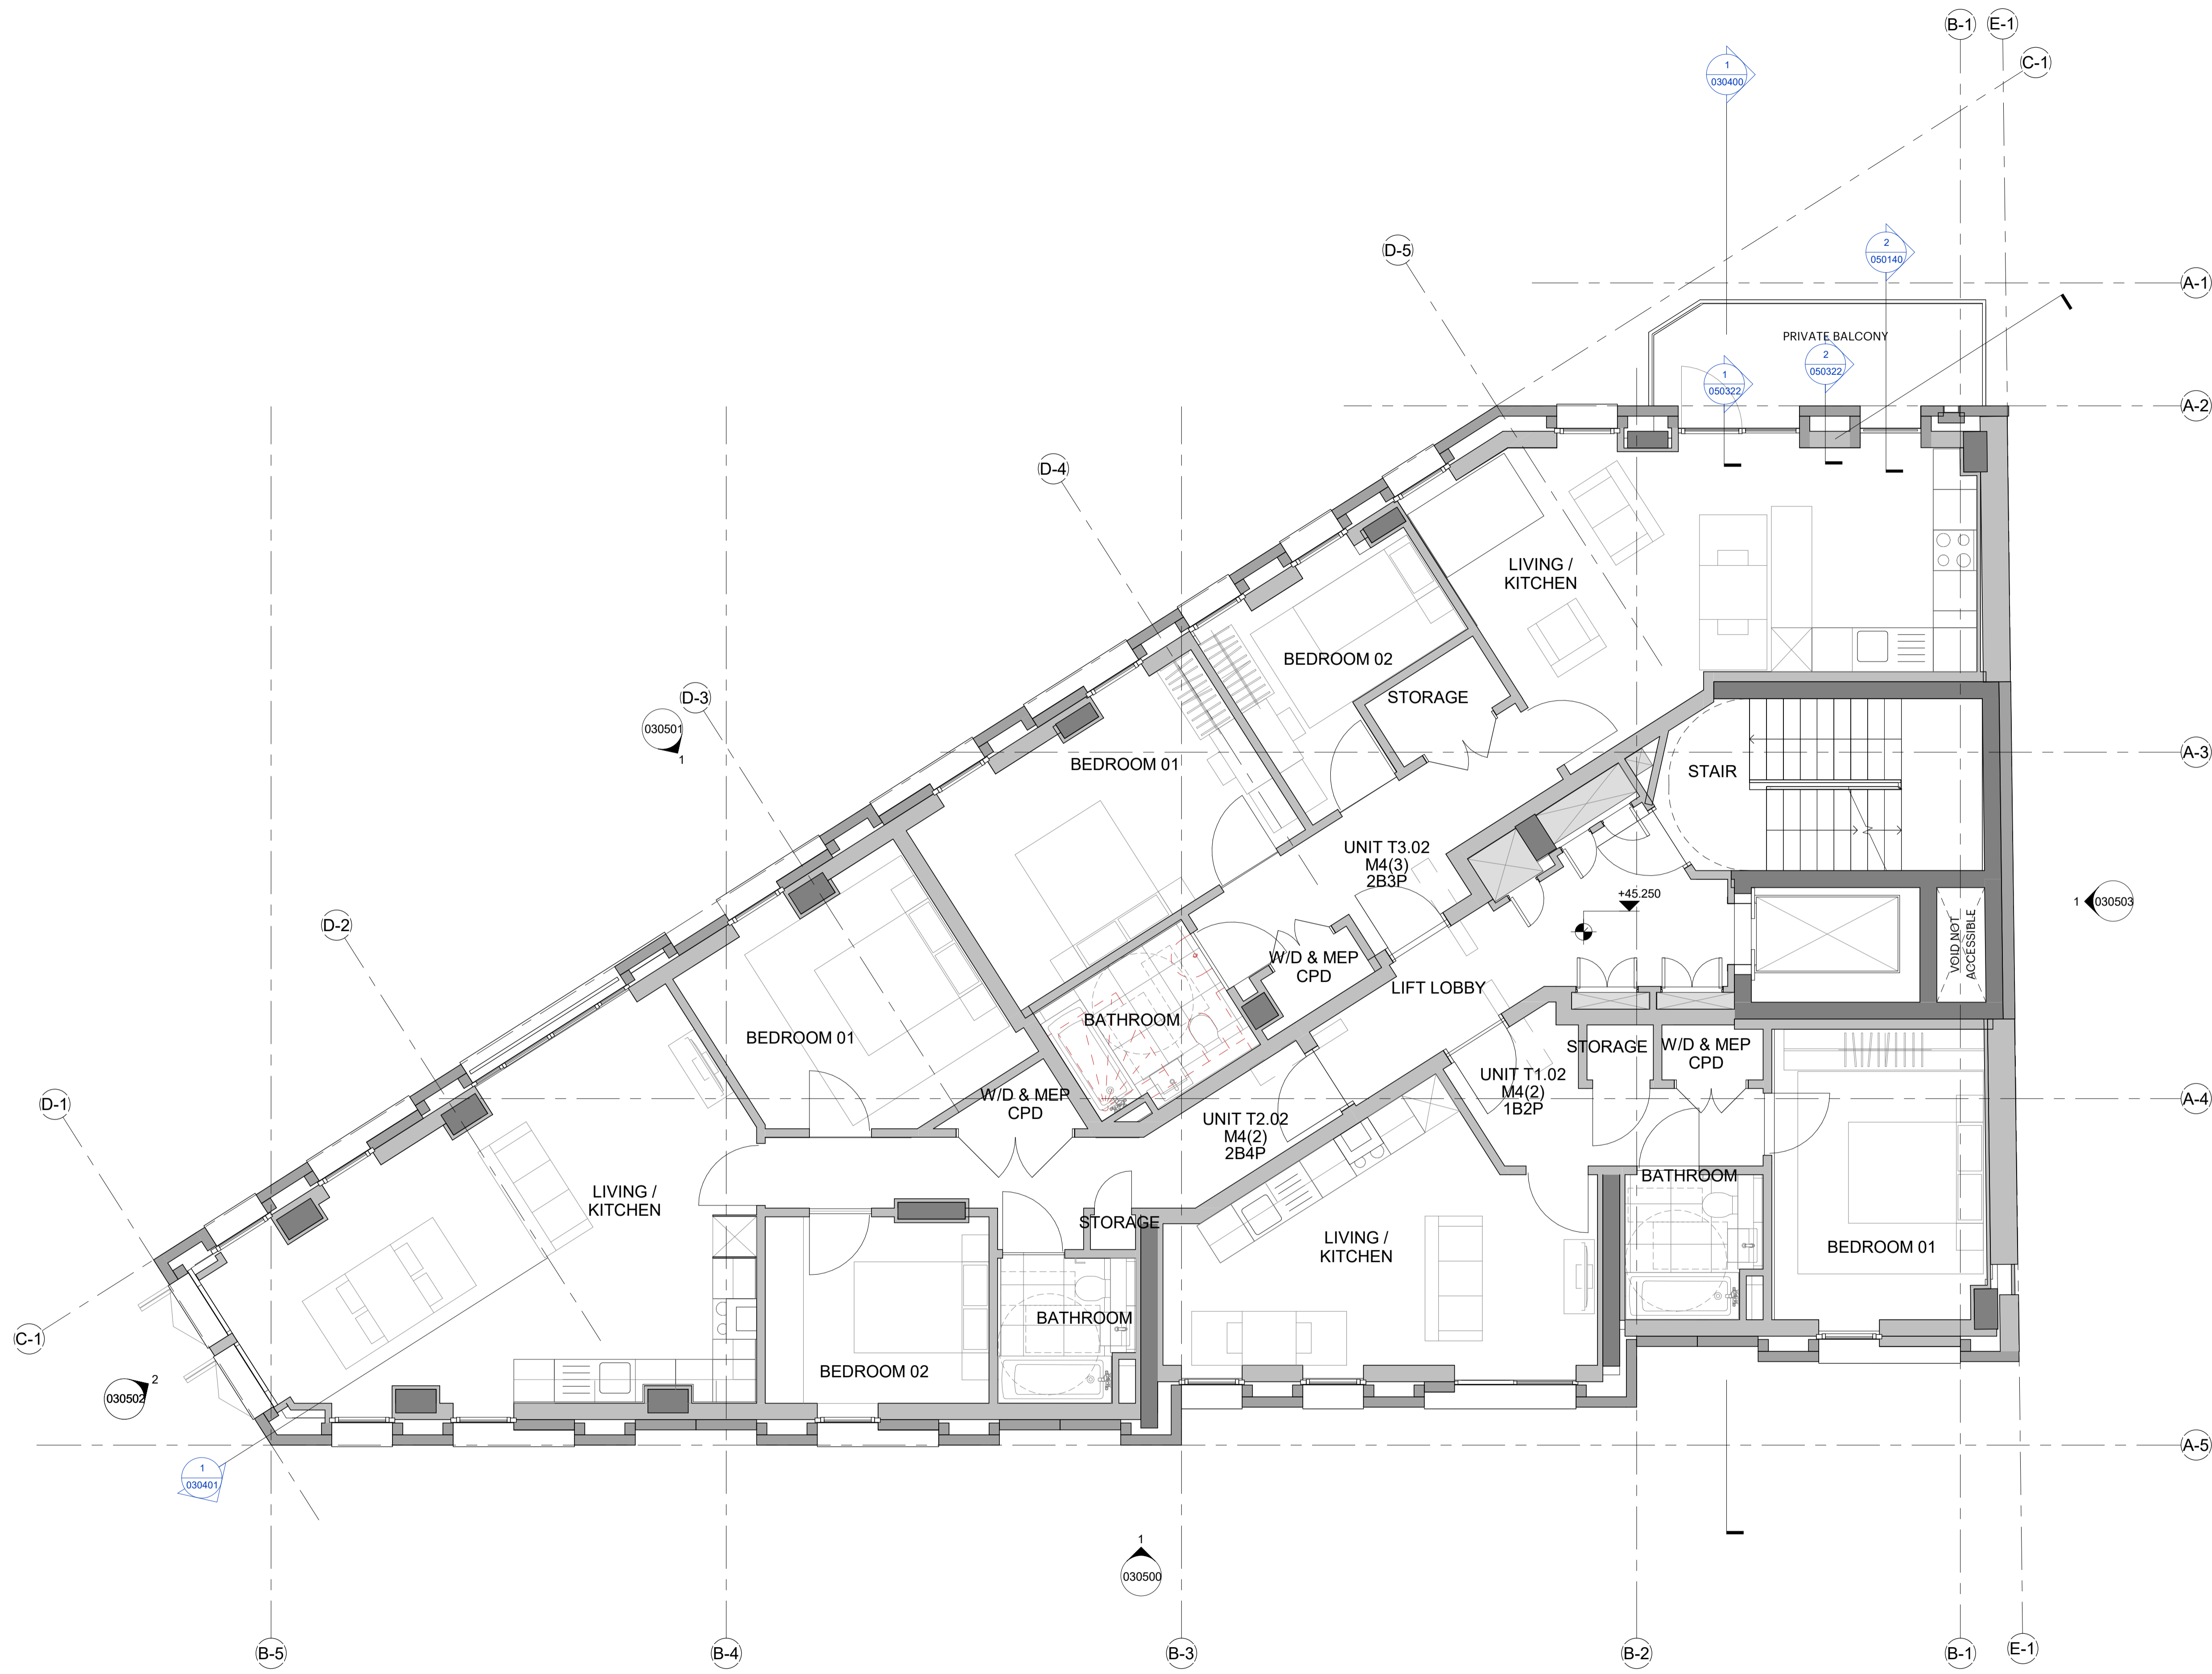 B-1
E-1
C-1
1
030400
D-5
2
050140
A-1
PRIVATE BALCONY
2
050322
1
050322
A-2
D-4
LIVING /
KITCHEN
BEDROOM 02
STORAGE
D-3
030501
1
BEDROOM 01
A-3
STAIR
UNIT T3.02
M4(3)
2B3P
+45.250
1
030503
D-2
VOID NOT
ACCESSIBLE
W/D & MEP
CPD
LIFT LOBBY
BATHROOM
BEDROOM 01
STORAGE
W/D & MEP
CPD
UNIT T1.02
M4(2)
1B2P
D-1
W/D & MEP
CPD
A-4
UNIT T2.02
M4(2)
2B4P
BATHROOM
LIVING /
KITCHEN
STORAGE
LIVING /
KITCHEN
BEDROOM 01
C-1
BATHROOM
BEDROOM 02
2
030502
A-5
1
030401
1
030500
B-5
B-4
B-3
B-2
B-1
E-1